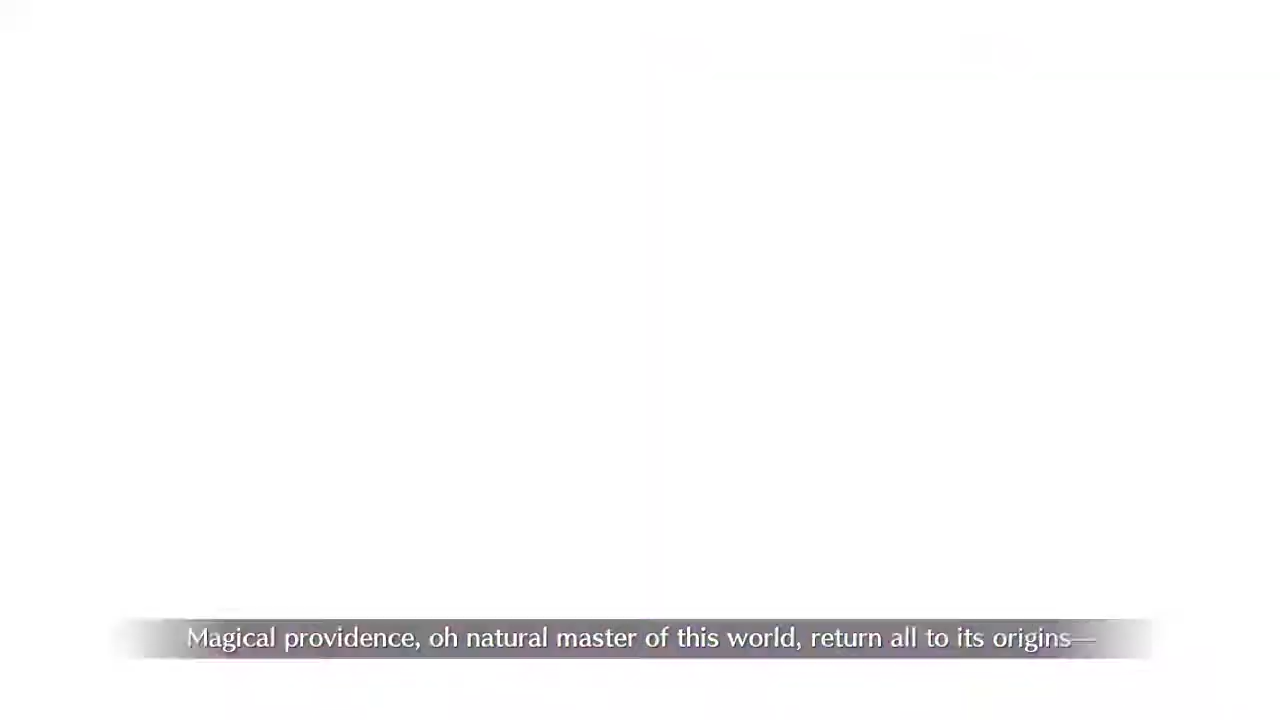 Magical providence, oh natural master of this world, return all to its origins—